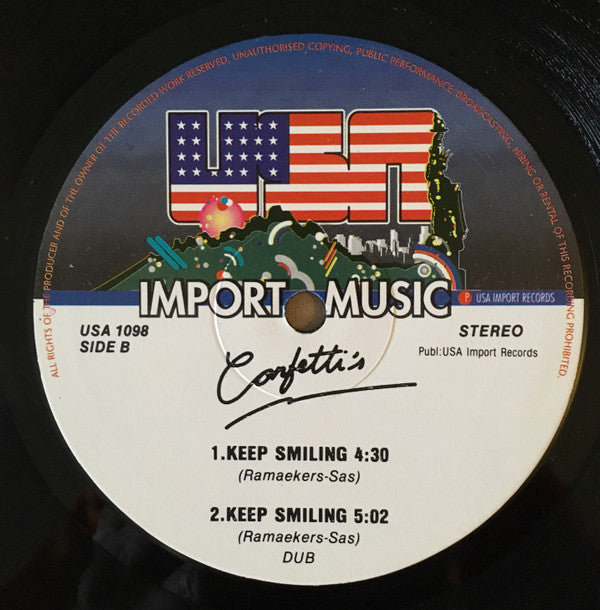 ALL RIGHTS OF THE PRODUCER AND OF THE OWNER OF THE RECORDED WORK RESERVED, UNAUTHORISED COPYING, PUBLIC PERFORMANCE, BROADCASTING, HIRING OR RENTAL OF THIS RECORDING PROHIBITED.
USA
IMPORT MUSIC
P USA IMPORT RECORDS
USA 1098
SIDE B
STEREO
Publ:USA Import Records
Confetti's
1.KEEP SMILING 4:30
(Ramaekers-Sas)
2.KEEP SMILING 5:02
(Ramaekers-Sas)
DUB